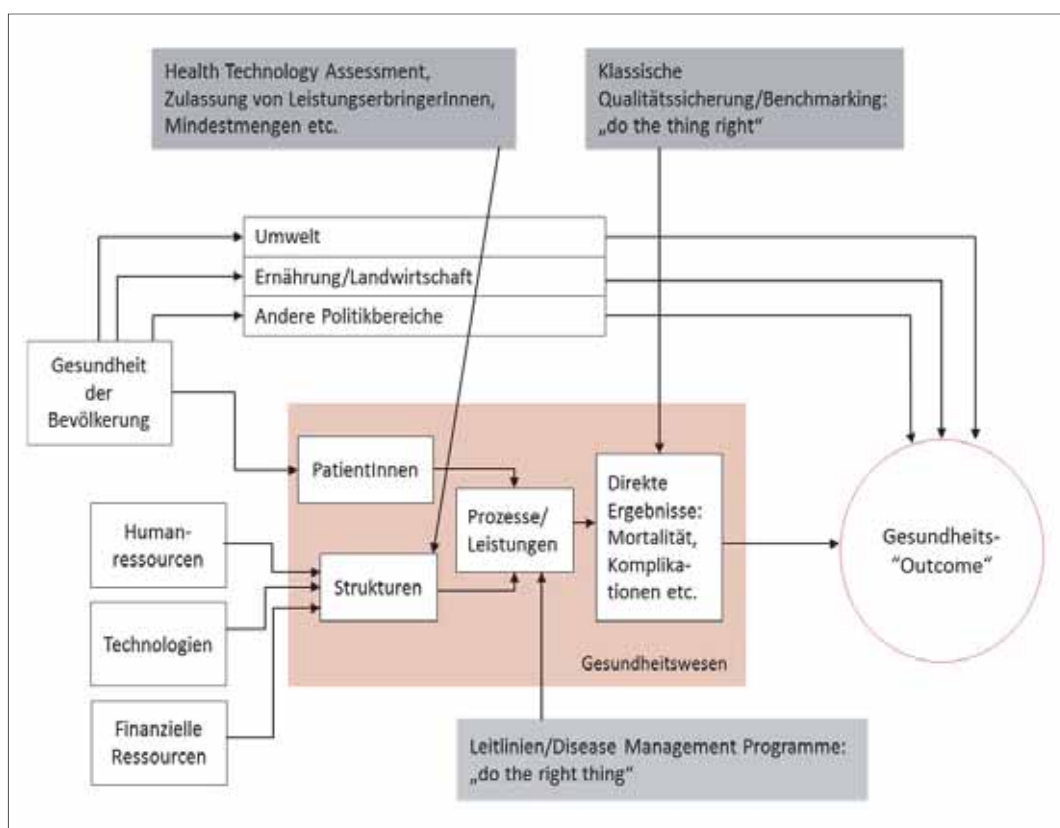 Health Technology Assessment,
Zulassung von LeistungserbringerInnen,
Mindestmengen etc.
Klassische
Qualitätssicherung/Benchmarking:
„do the thing right“
Umwelt
Ernährung/Landwirtschaft
Andere Politikbereiche
Gesundheit
der
Bevölkerung
PatientInnen
Prozesse/
Leistungen
Direkte
Ergebnisse:
Mortalität,
Komplika-
tionen etc.
Gesundheits-
"Outcome"
Human-
ressourcen
Strukturen
Technologien
Gesundheitswesen
Finanzielle
Ressourcen
Leitlinien/Disease Management Programme:
„do the right thing“